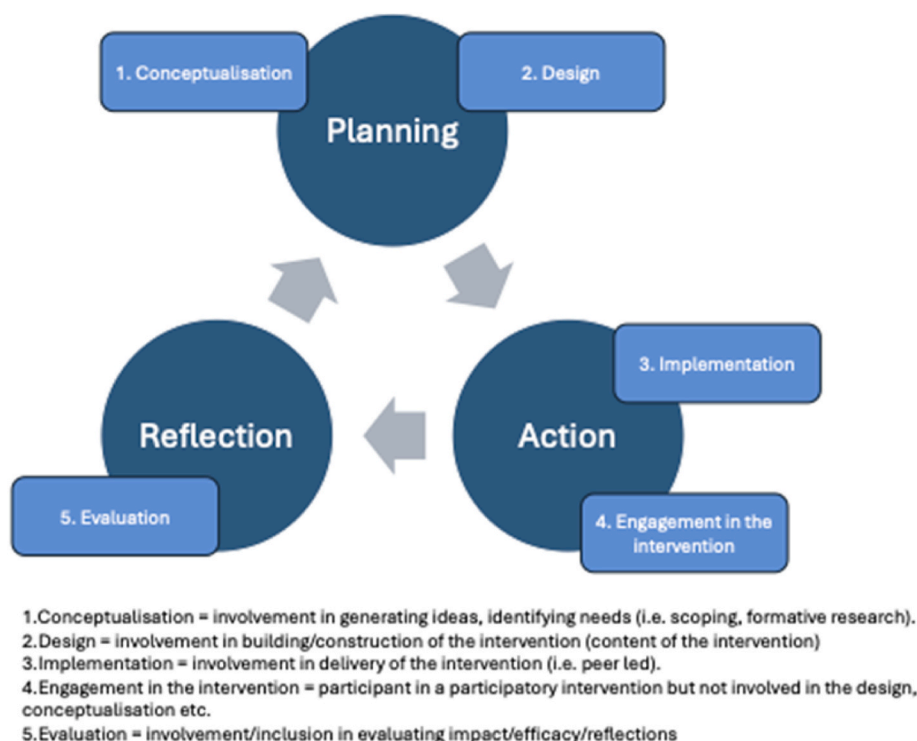 1. Conceptualisation
2. Design
Planning
3. Implementation
Reflection
Action
5. Evaluation
4. Engagement in the
intervention
1.Conceptualisation = involvement in generating ideas, identifying needs (i.e. scoping, formative research).
2.Design = involvement in building/construction of the intervention (content of the intervention)
3.Implementation = involvement in delivery of the intervention (i.e. peer led).
4.Engagement in the intervention = participant in a participatory intervention but not involved in the design,
conceptualisation etc.
5.Evaluation = involvement/inclusion in evaluating impact/efficacy/reflections